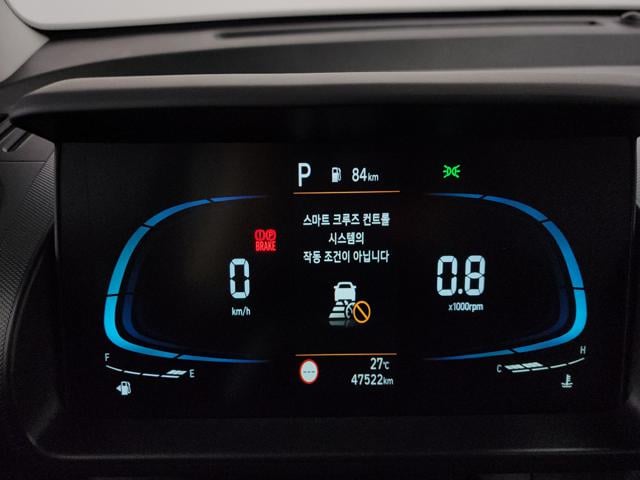 P 84km
스마트 크루즈 컨트롤
시스템의
작동 조건이 아닙니다
(!) (P)
BRAKE
0
km/h
0.8
x1000rpm
F E
C H
---
27℃
47522km